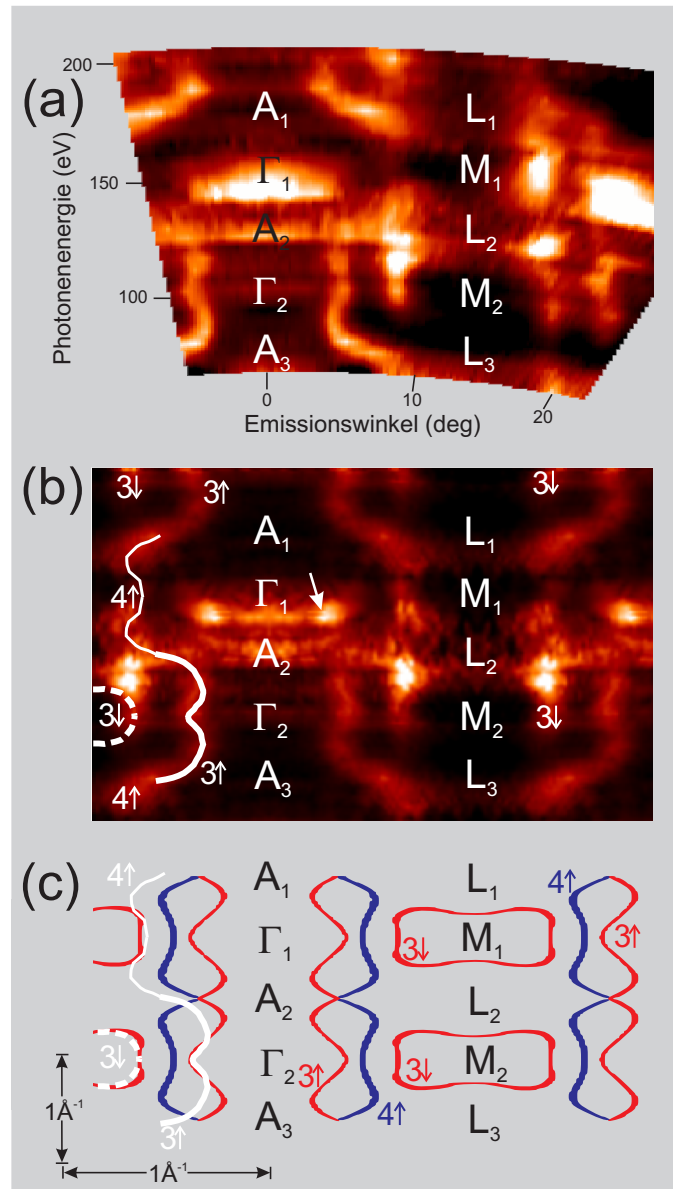 (a)
Photonenenergie (eV)
200
150
100
A1 L1
Γ1 M1
A2 L2
Γ2 M2
A3 L3
0 10 20
Emissionswinkel (deg)
(b)
3↓ 3↑ 3↓
A1 L1
4↑ Γ1 M1
A2 L2
3↓ Γ2 M2 3↓
4↑ 3↑ A3 L3
(c)
4↑ A1 L1 4↑
Γ1 3↓ M1 3↑
A2 L2
3↓ Γ2 3↑ 3↓ M2
3↑ A3 4↑ L3
1Å-1
1Å-1